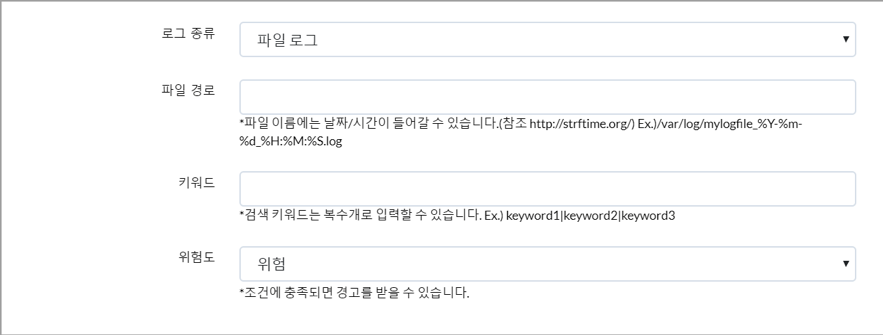 로그 종류
파일 로그
파일 경로
*파일 이름에는 날짜/시간이 들어갈 수 있습니다.(참조 http://strftime.org/) Ex.)/var/log/mylogfile_%Y-%m-
%d_%H:%M:%S.log
키워드
*검색 키워드는 복수개로 입력할 수 있습니다. Ex.) keyword1|keyword2|keyword3
위험도
위험
*조건에 충족되면 경고를 받을 수 있습니다.